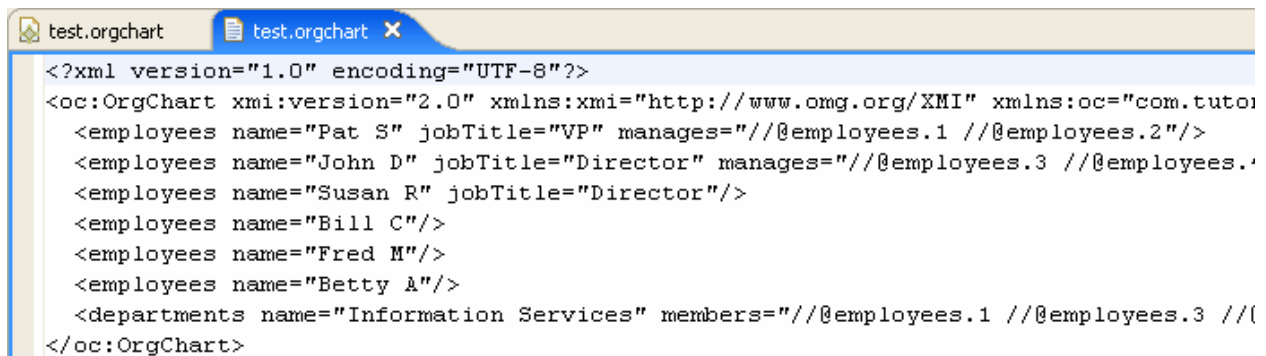 test.orgchart test.orgchart
<?xml version="1.0" encoding="UTF-8"?>
<oc:OrgChart xmi:version="2.0" xmlns:xmi="http://www.omg.org/XMI" xmlns:oc="com.tutor
<employees name="Pat S" jobTitle="VP" manages="//@employees.1 //@employees.2"/>
<employees name="John D" jobTitle="Director" manages="//@employees.3 //@employees.
<employees name="Susan R" jobTitle="Director"/>
<employees name="Bill C"/>
<employees name="Fred M"/>
<employees name="Betty A"/>
<departments name="Information Services" members="//@employees.1 //@employees.3 //
</oc:OrgChart>